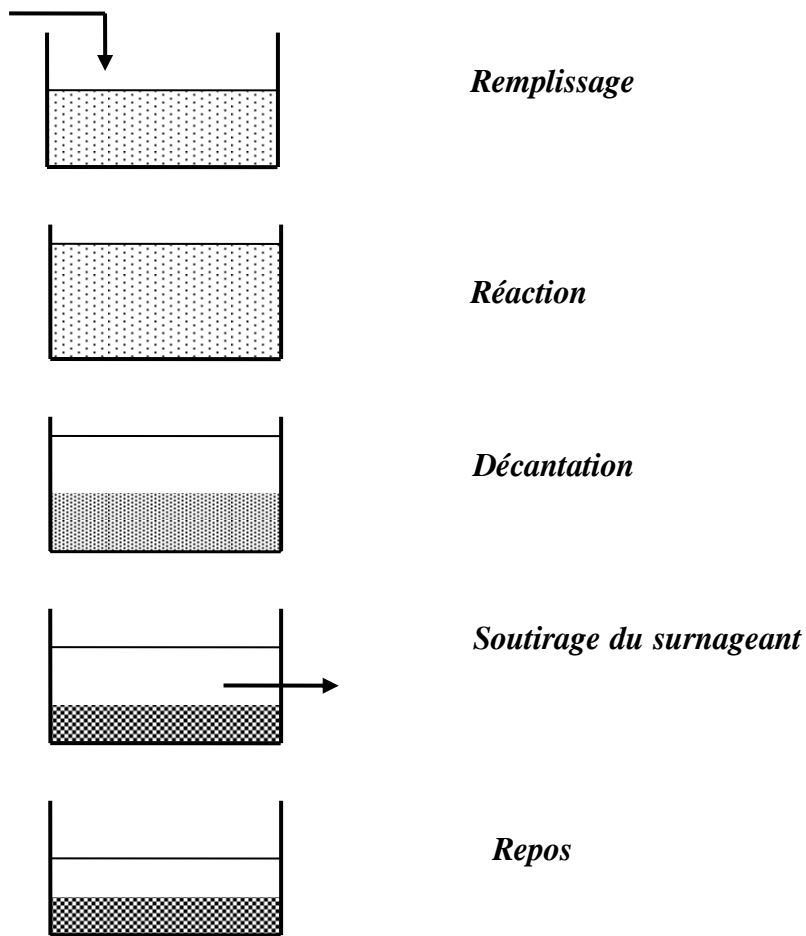 Remplissage
Réaction
Décantation
Soutirage du surnageant
Repos